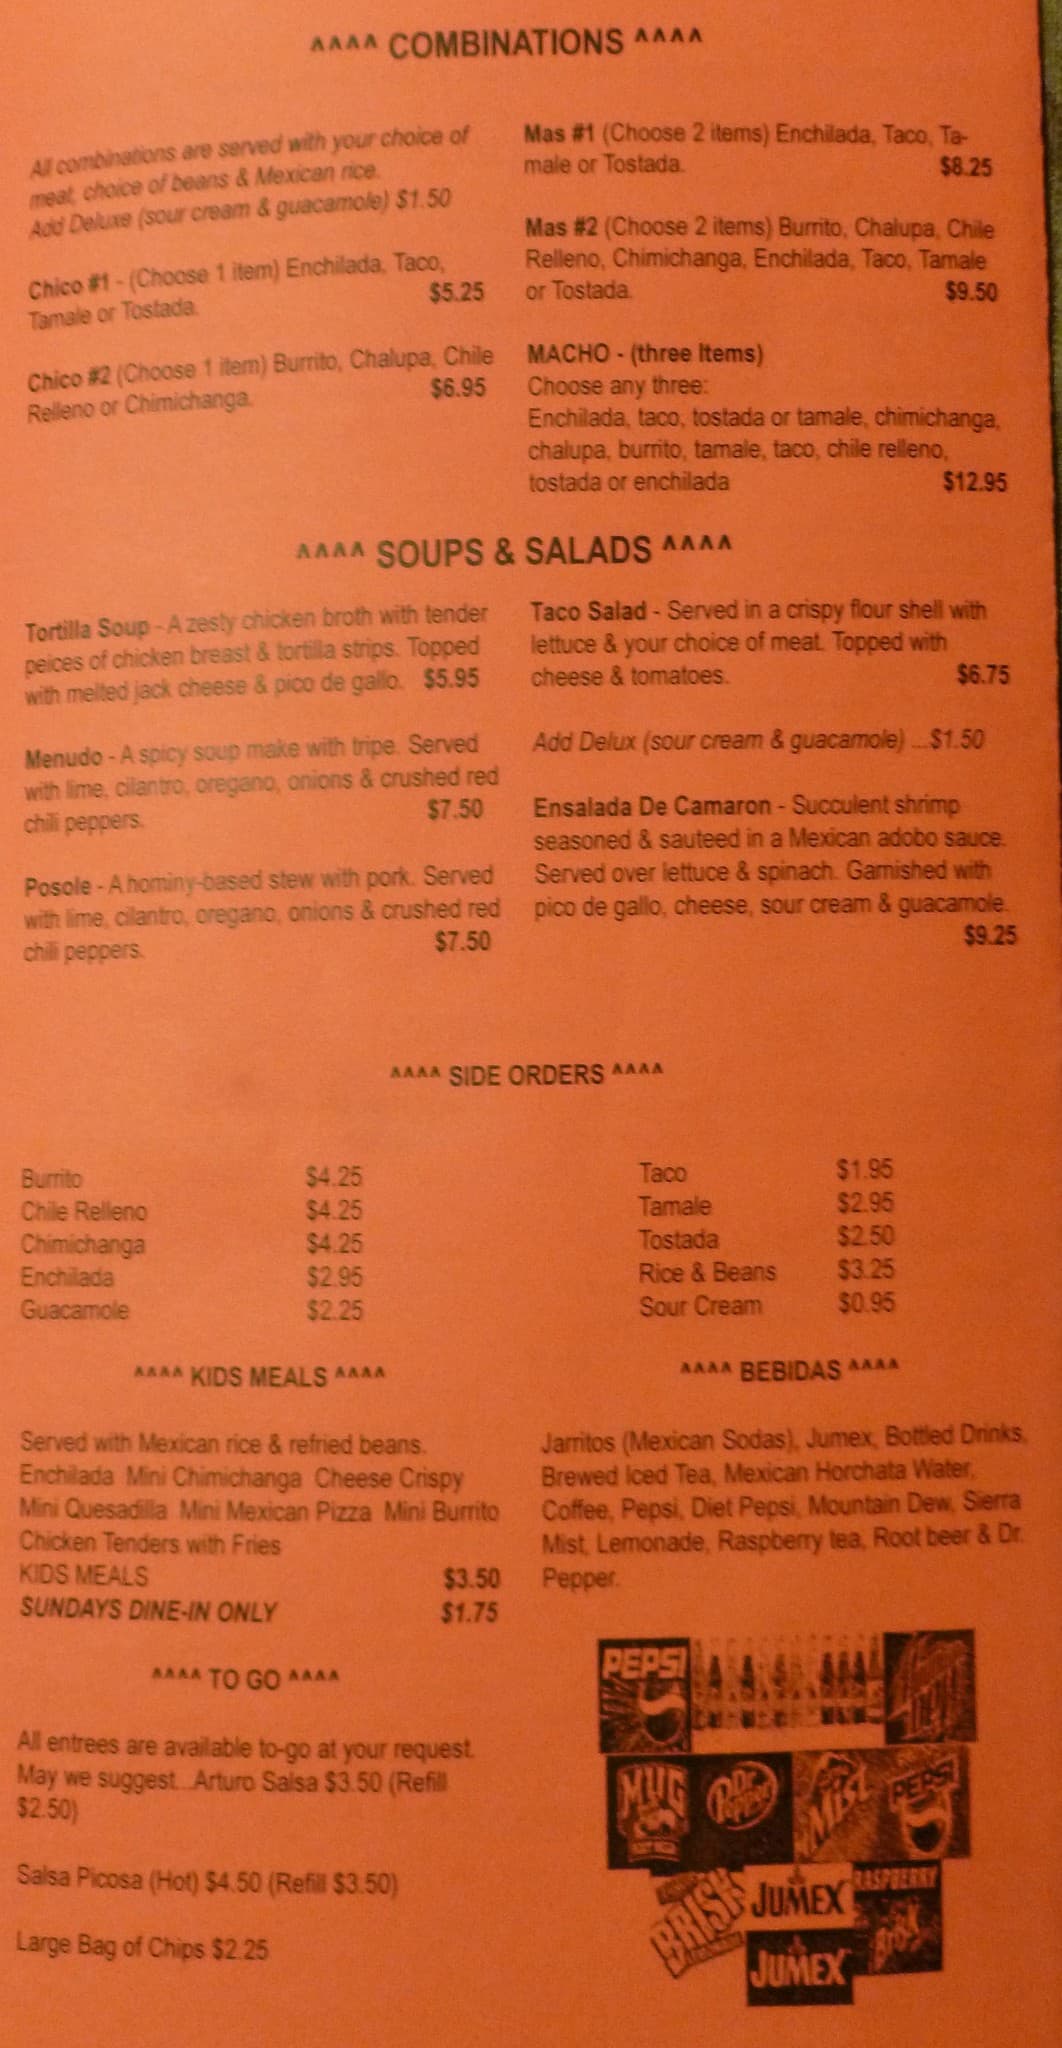 ^^^^ COMBINATIONS ^^^^
All combinations are served with your choice of
meat, choice of beans & Mexican rice.
Add Deluxe (sour cream & guacamole) $1.50
Chico #1 - (Choose 1 item) Enchilada, Taco,
Tamale or Tostada. $5.25
Chico #2 (Choose 1 item) Burrito, Chalupa, Chile
Relleno or Chimichanga. $6.95
Mas #1 (Choose 2 items) Enchilada, Taco, Ta-
male or Tostada. $8.25
Mas #2 (Choose 2 items) Burrito, Chalupa, Chile
Relleno, Chimichanga, Enchilada, Taco, Tamale
or Tostada. $9.50
MACHO - (three Items)
Choose any three:
Enchilada, taco, tostada or tamale, chimichanga,
chalupa, burrito, tamale, taco, chile relleno,
tostada or enchilada $12.95
^^^^ SOUPS & SALADS ^^^^
Tortilla Soup - A zesty chicken broth with tender
peices of chicken breast & tortilla strips. Topped
with melted jack cheese & pico de gallo. $5.95
Menudo - A spicy soup make with tripe. Served
with lime, cilantro, oregano, onions & crushed red
chili peppers. $7.50
Posole - A hominy-based stew with pork. Served
with lime, cilantro, oregano, onions & crushed red
chili peppers. $7.50
Taco Salad - Served in a crispy flour shell with
lettuce & your choice of meat. Topped with
cheese & tomatoes. $6.75
Add Delux (sour cream & guacamole) ...$1.50
Ensalada De Camaron - Succulent shrimp
seasoned & sauteed in a Mexican adobo sauce.
Served over lettuce & spinach. Garnished with
pico de gallo, cheese, sour cream & guacamole.
$9.25
^^^^ SIDE ORDERS ^^^^
Burrito $4.25
Chile Relleno $4.25
Chimichanga $4.25
Enchilada $2.95
Guacamole $2.25
Taco $1.95
Tamale $2.95
Tostada $2.50
Rice & Beans $3.25
Sour Cream $0.95
^^^^ KIDS MEALS ^^^^
Served with Mexican rice & refried beans.
Enchilada Mini Chimichanga Cheese Crispy
Mini Quesadilla Mini Mexican Pizza Mini Burrito
Chicken Tenders with Fries
KIDS MEALS $3.50
SUNDAYS DINE-IN ONLY $1.75
^^^^ BEBIDAS ^^^^
Jarritos (Mexican Sodas), Jumex, Bottled Drinks,
Brewed Iced Tea, Mexican Horchata Water,
Coffee, Pepsi, Diet Pepsi, Mountain Dew, Sierra
Mist, Lemonade, Raspberry tea, Root beer & Dr.
Pepper.
^^^^ TO GO ^^^^
All entrees are available to-go at your request.
May we suggest...Arturo Salsa $3.50 (Refill
$2.50)
Salsa Picosa (Hot) $4.50 (Refill $3.50)
Large Bag of Chips $2.25
PEPSI
MUG
Dr Pepper
Mist
PEPSI
BRISK
JUMEX
RASPBERRY
JUMEX